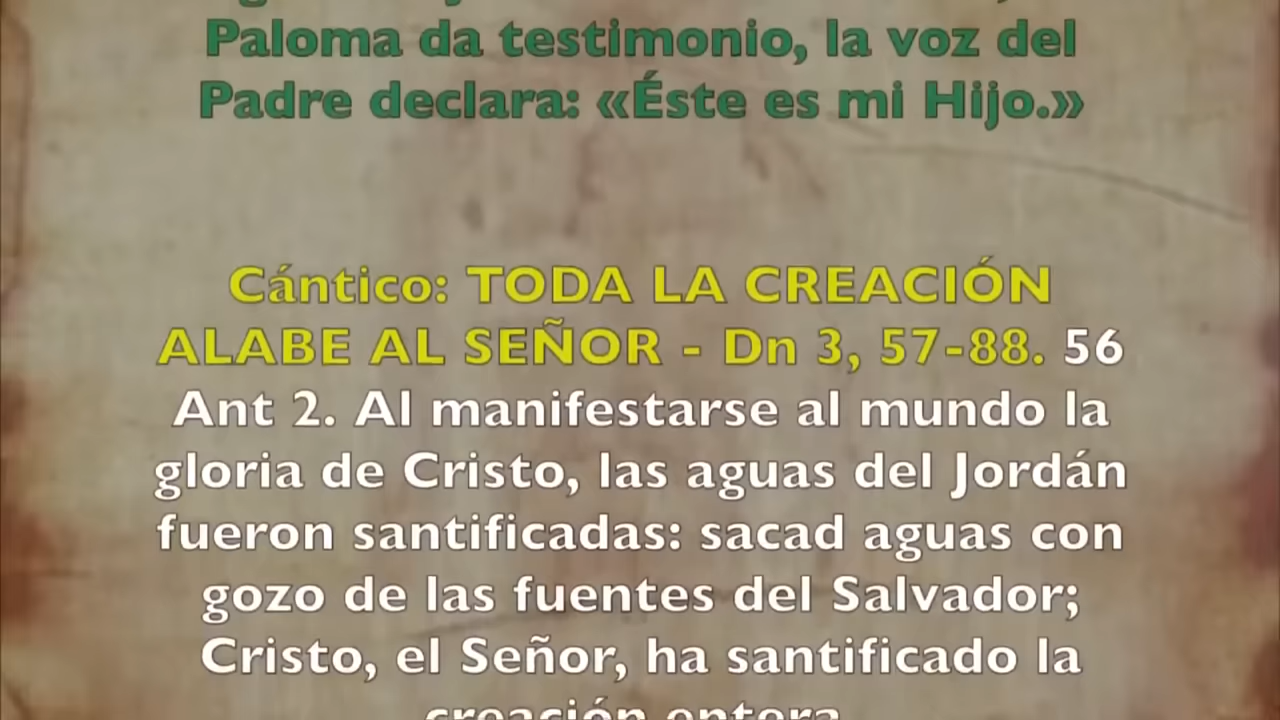 Paloma da testimonio, la voz del
Padre declara: «Éste es mi Hijo.»
Cántico: TODA LA CREACIÓN
ALABE AL SEÑOR - Dn 3, 57-88. 56
Ant 2. Al manifestarse al mundo la
gloria de Cristo, las aguas del Jordán
fueron santificadas: sacad aguas con
gozo de las fuentes del Salvador;
Cristo, el Señor, ha santificado la
creación entera.